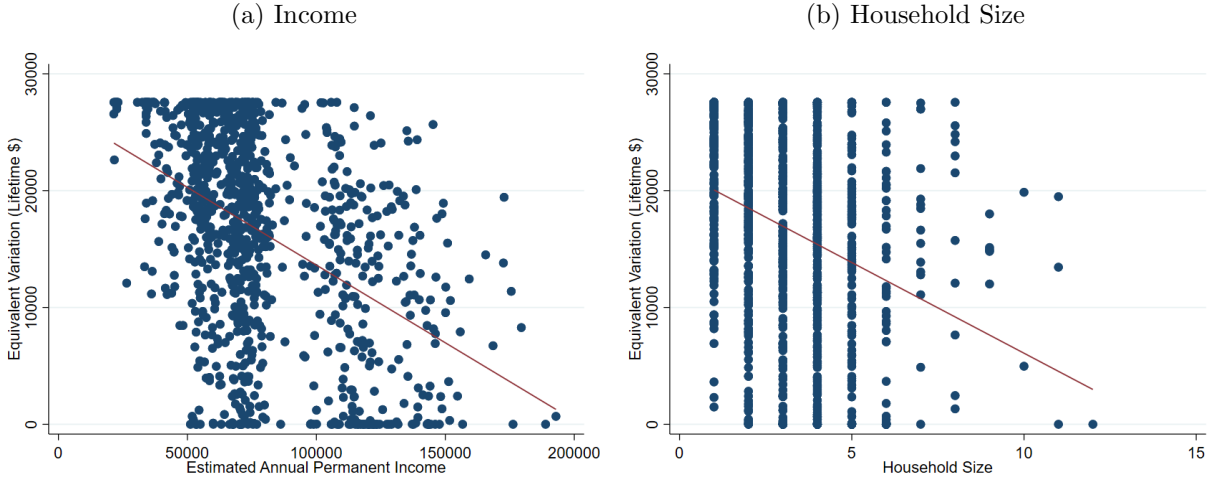 (a) Income
Equivalent Variation (Lifetime $)
30000
20000
10000
0
0 50000 100000 150000 200000
Estimated Annual Permanent Income
(b) Household Size
Equivalent Variation (Lifetime $)
30000
20000
10000
0
0 5 10 15
Household Size